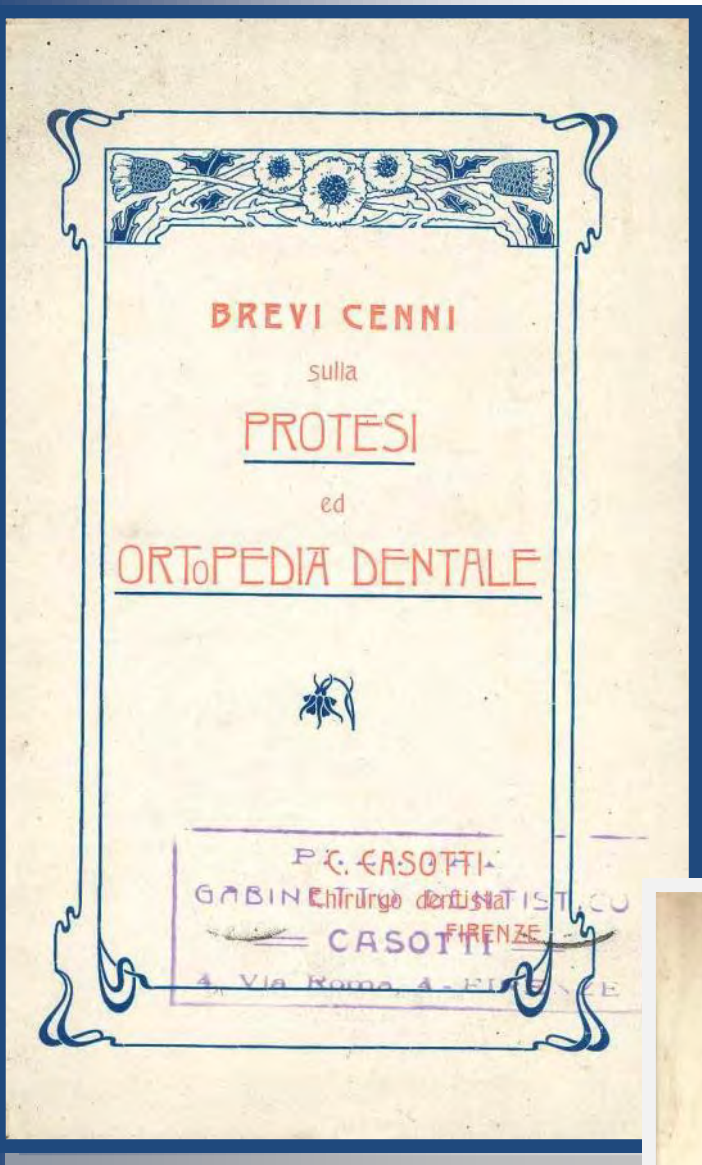 BREVI CENNI
sulla
PROTESI
ed
ORTOPEDIA DENTALE
C. CASOTTI
Chirurgo dentista
FIRENZE
GABINETTO DENTISTICO
CASOTTI
4, Via Roma, 4 - FIRENZE